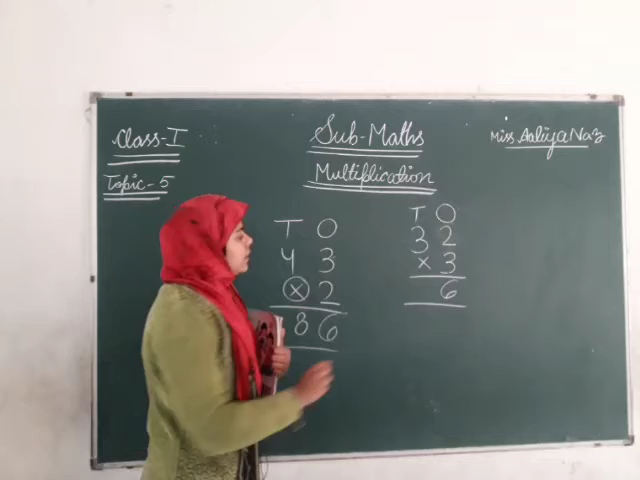 Class-I
Sub-Maths
Miss Aaliya Naz
Topic-5
Multiplication
T O
4 3
× 2
8 6
T O
3 2
× 3
6